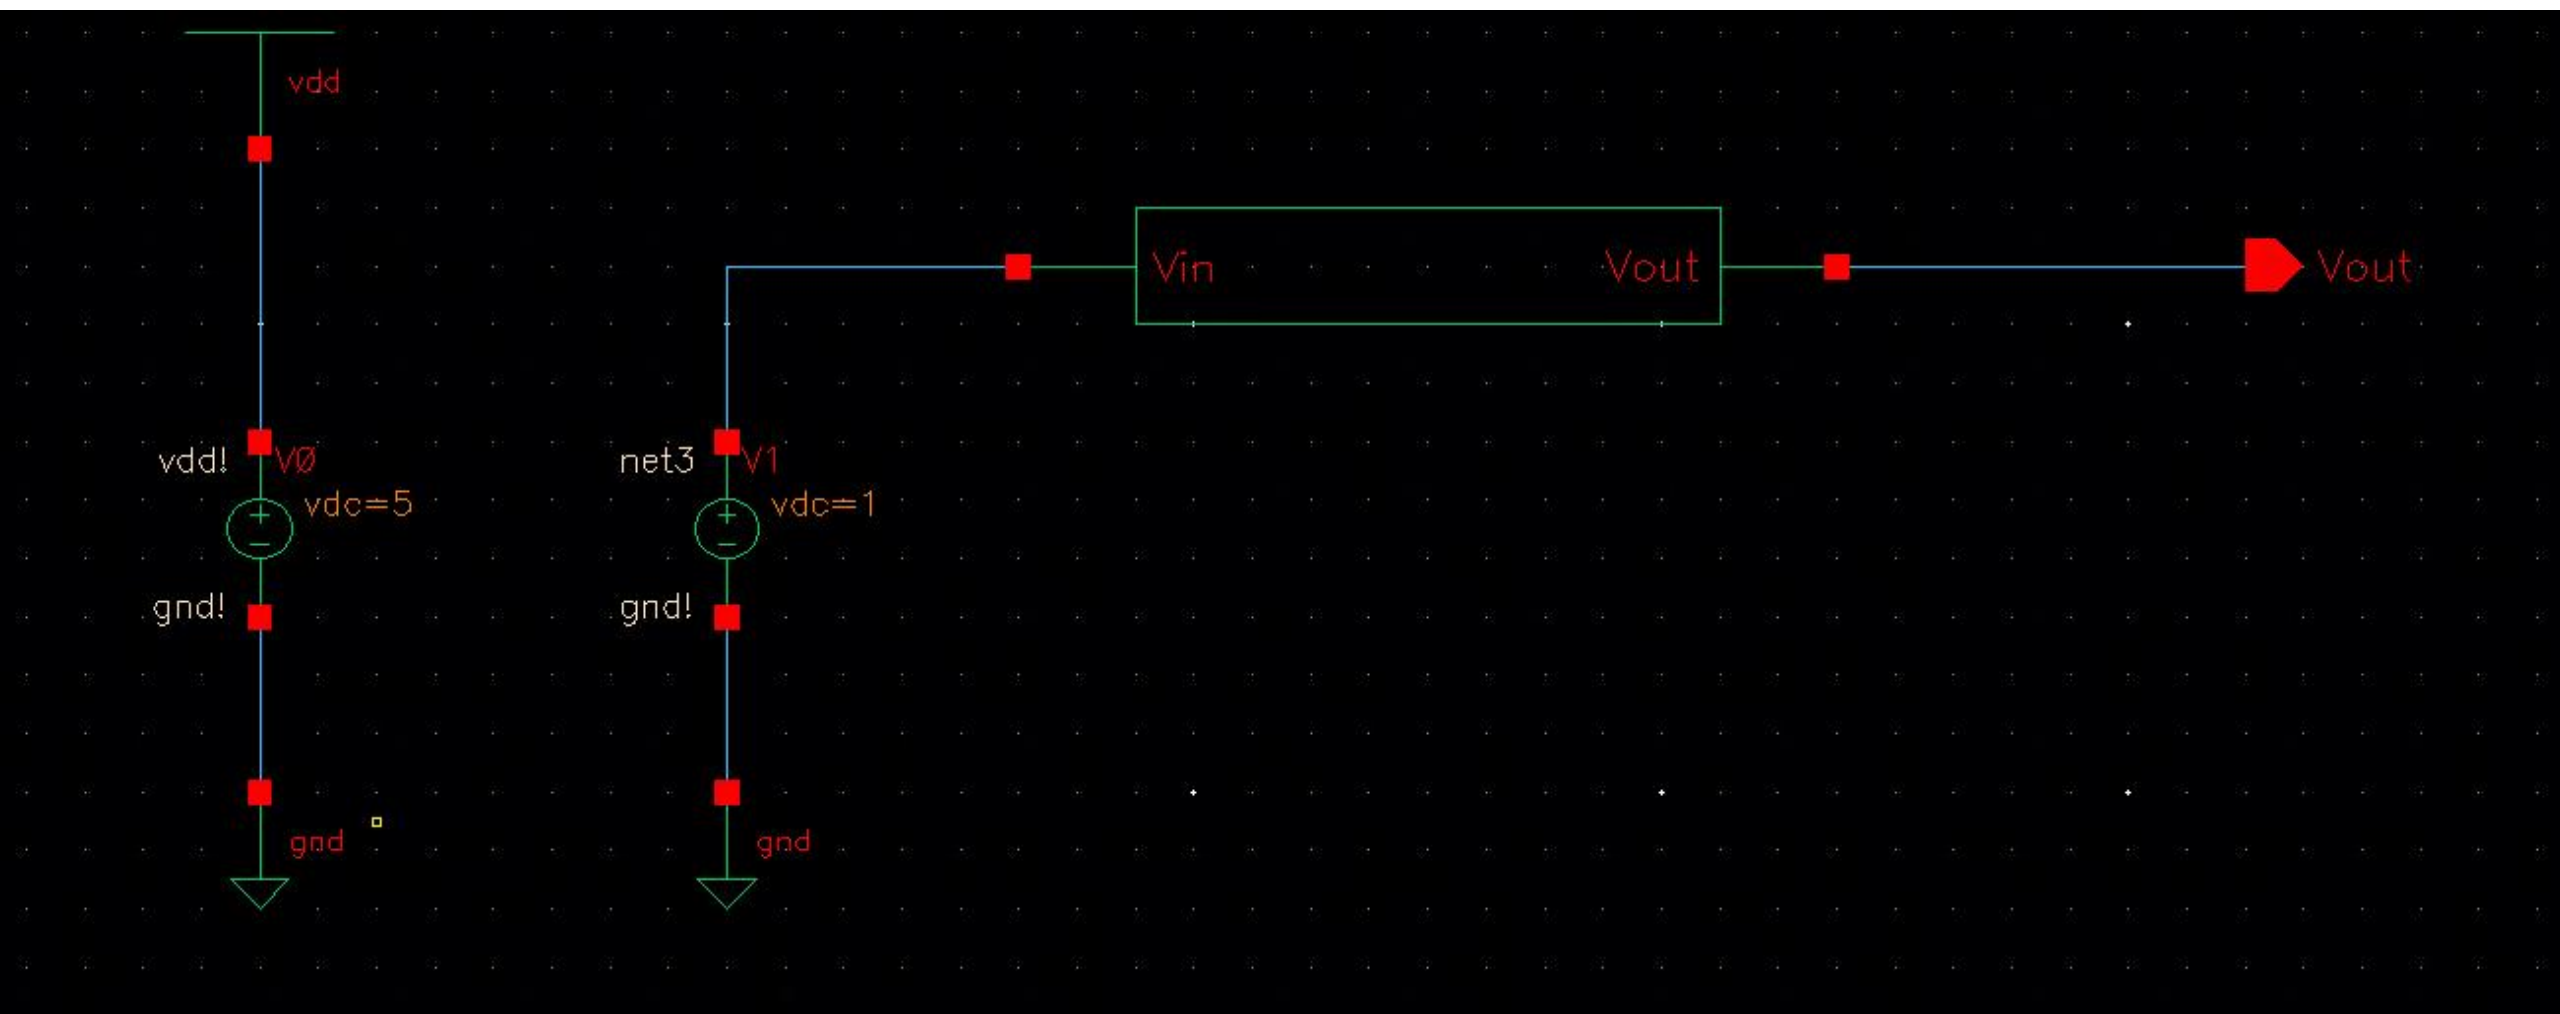 vdd
Vin
Vout
Vout
vdd!
V0
net3
V1
vdc=5
vdc=1
gnd!
gnd!
gnd
gnd